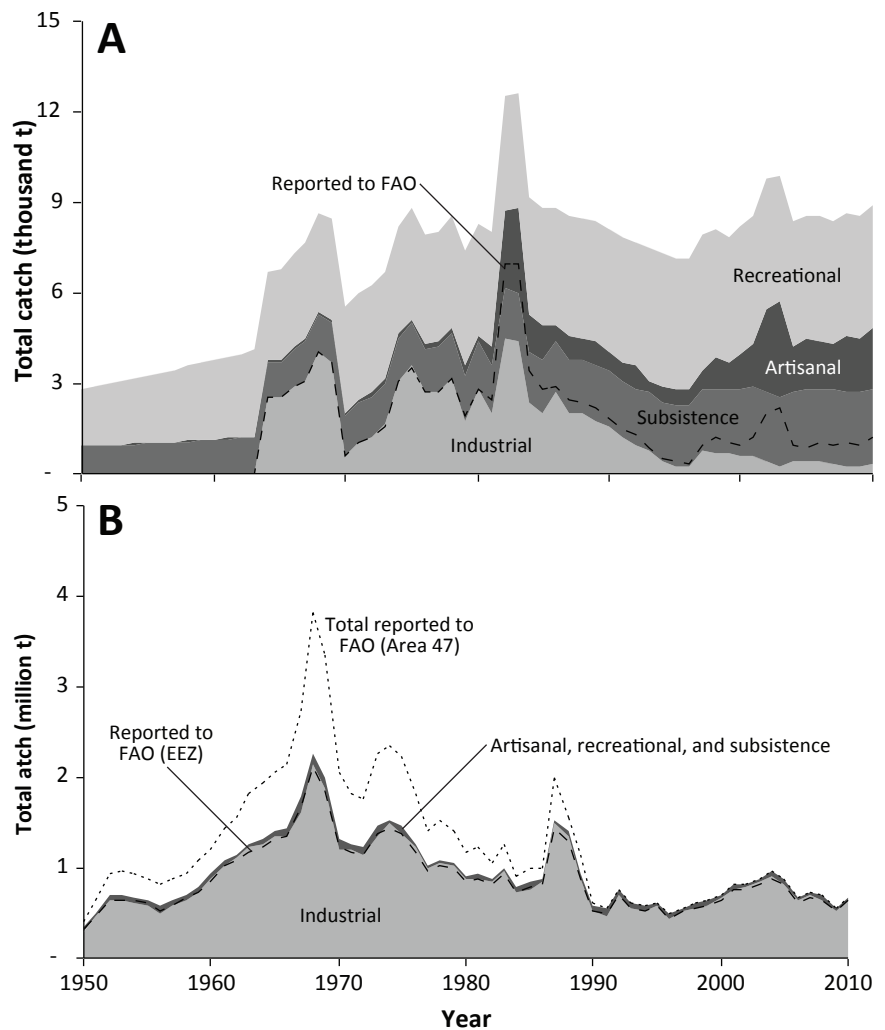 A
15
12
9
6
3
-
Total catch (thousand t)
Reported to FAO
Recreational
Artisanal
Subsistence
Industrial
B
5
4
3
2
1
-
Total atch (million t)
Total reported to
FAO (Area 47)
Reported to
FAO (EEZ)
Artisanal, recreational, and subsistence
Industrial
1950 1960 1970 1980 1990 2000 2010
Year